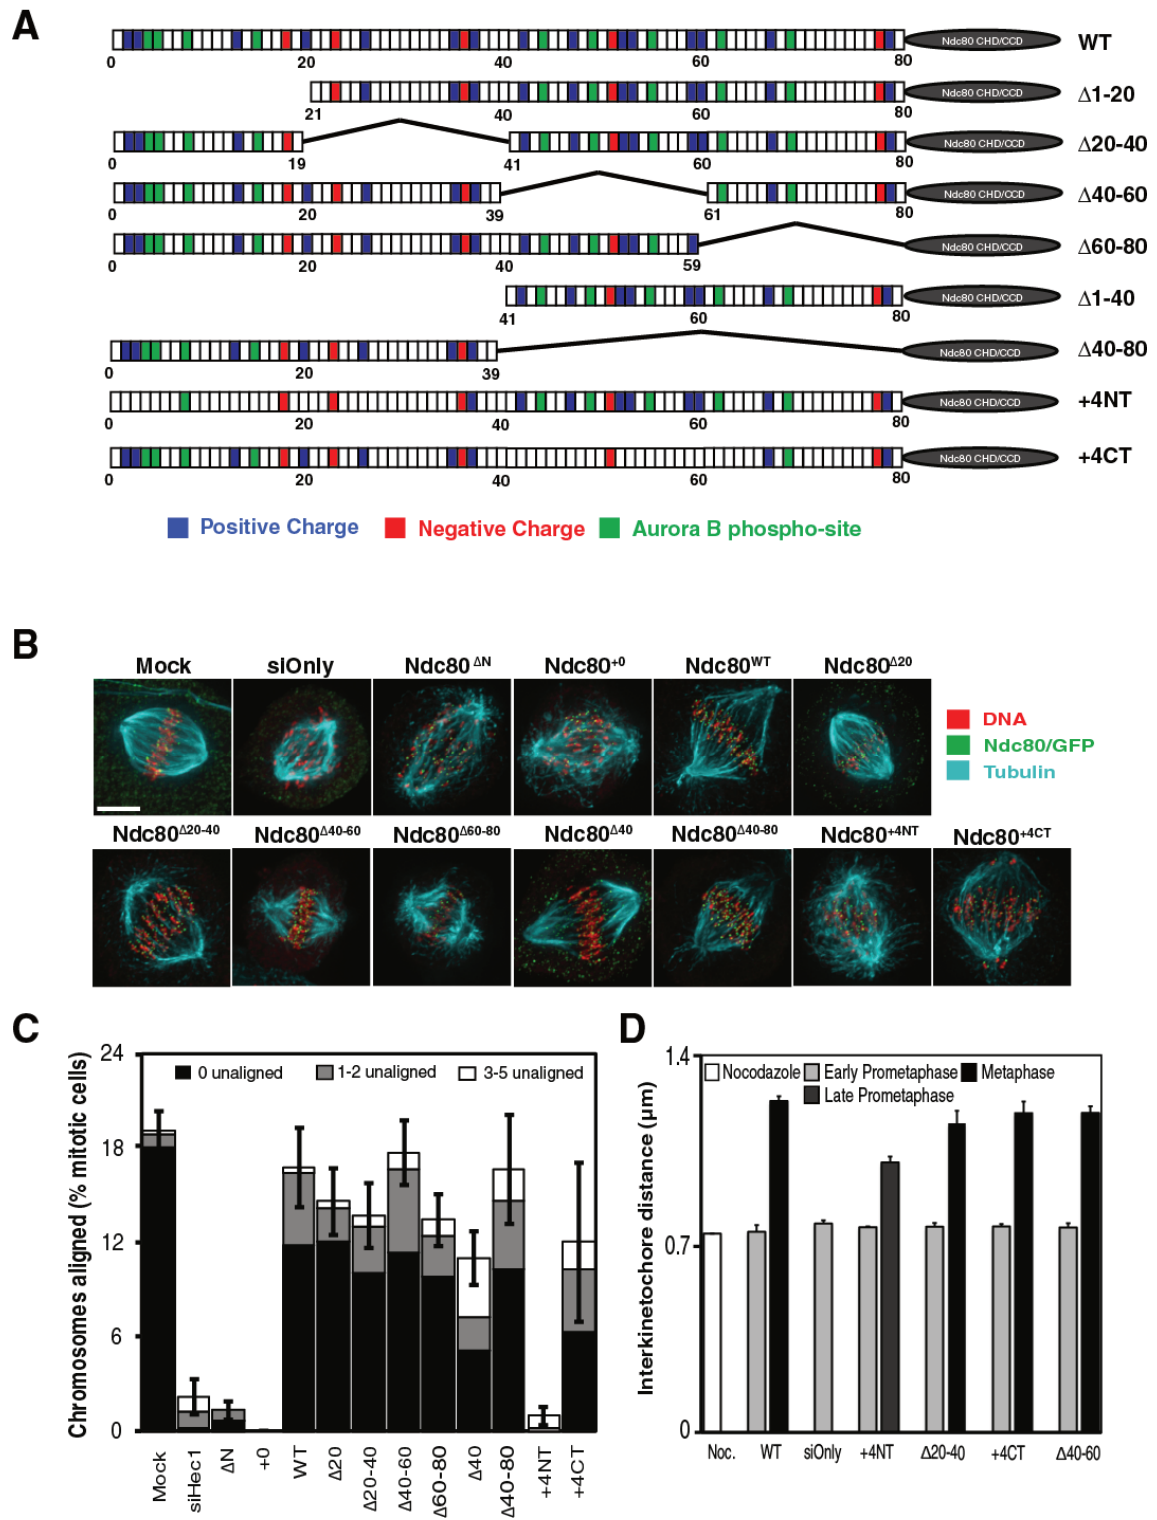 A
Ndc80 CHD/CCD
WT
0 20 40 60 80
Ndc80 CHD/CCD
Δ1-20
21 40 60 80
Ndc80 CHD/CCD
Δ20-40
0 19 41 60 80
Ndc80 CHD/CCD
Δ40-60
0 20 39 61 80
Ndc80 CHD/CCD
Δ60-80
0 20 40 59
Ndc80 CHD/CCD
Δ1-40
41 60 80
Ndc80 CHD/CCD
Δ40-80
0 20 39
Ndc80 CHD/CCD
+4NT
0 20 40 60 80
Ndc80 CHD/CCD
+4CT
0 20 40 60 80
Positive Charge Negative Charge Aurora B phospho-site
B
Mock siOnly Ndc80ΔN Ndc80+0 Ndc80WT Ndc80Δ20
DNA
Ndc80/GFP
Tubulin
Ndc80Δ20-40 Ndc80Δ40-60 Ndc80Δ60-80 Ndc80Δ40 Ndc80Δ40-80 Ndc80+4NT Ndc80+4CT
C
Chromosomes aligned (% mitotic cells)
24
18
12
6
0
0 unaligned 1-2 unaligned 3-5 unaligned
Mock siHec1 ΔN +0 WT Δ20 Δ20-40 Δ40-60 Δ60-80 Δ40 Δ40-80 +4NT +4CT
D
Interkinetochore distance (μm)
1.4
0.7
0
Nocodazole Early Prometaphase Metaphase
Late Prometaphase
Noc. WT siOnly +4NT Δ20-40 +4CT Δ40-60